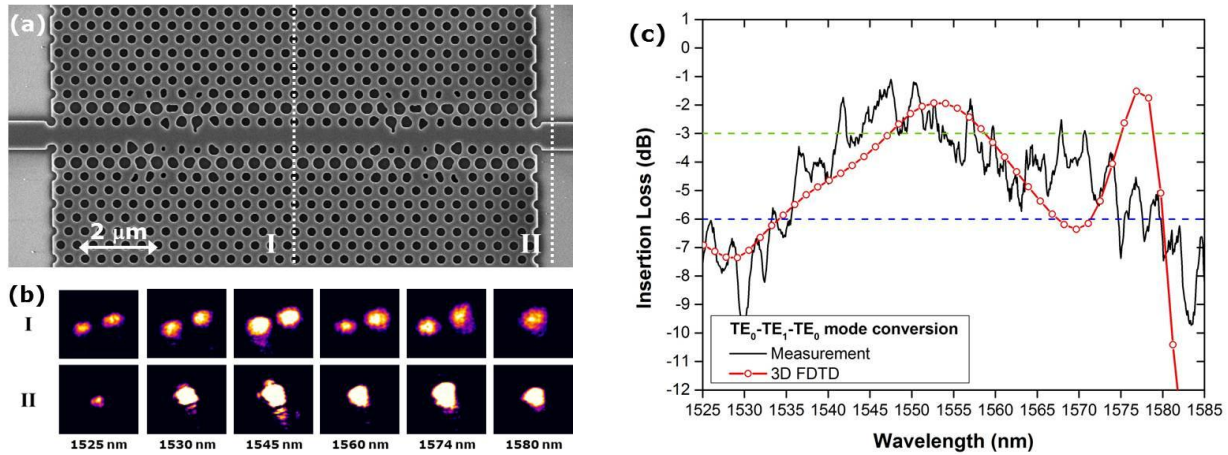 (a)
I
II
2 μm
(b)
I
II
1525 nm 1530 nm 1545 nm 1560 nm 1574 nm 1580 nm
(c)
Insertion Loss (dB)
1
0
-1
-2
-3
-4
-5
-6
-7
-8
-9
-10
-11
-12
TE₀-TE₁-TE₀ mode conversion
Measurement
3D FDTD
1525 1530 1535 1540 1545 1550 1555 1560 1565 1570 1575 1580 1585
Wavelength (nm)